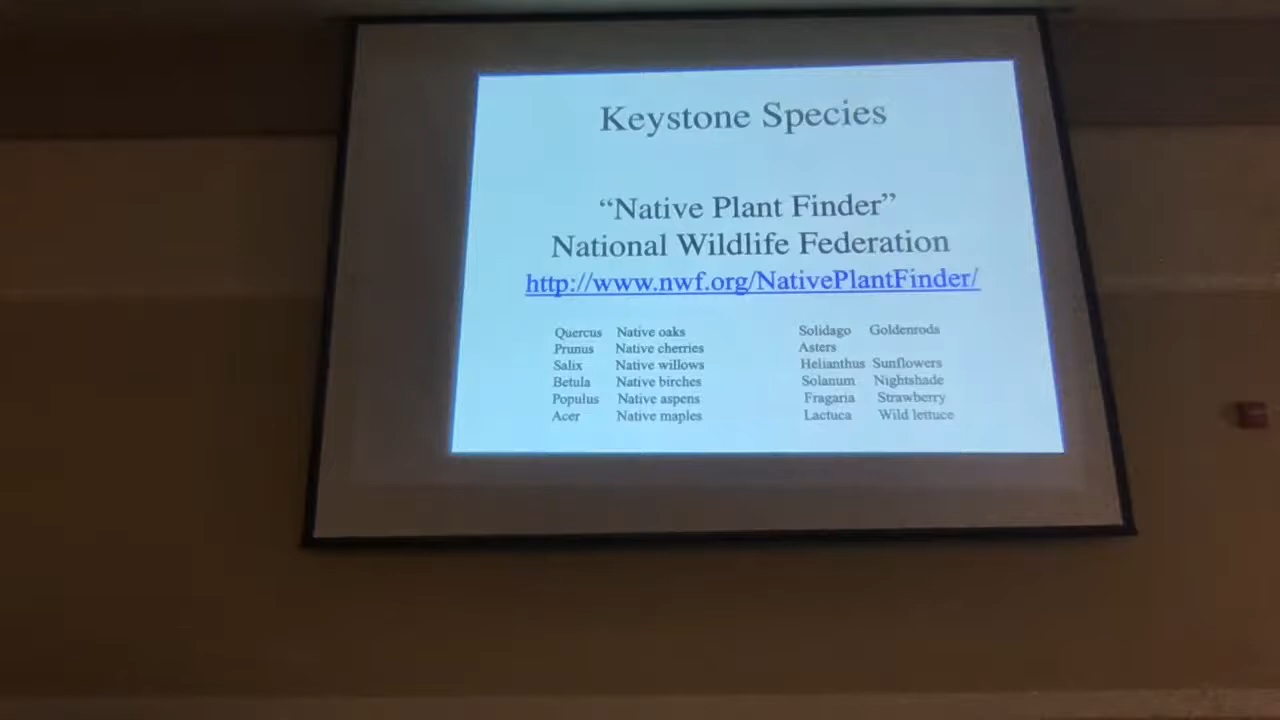 Keystone Species
“Native Plant Finder”
National Wildlife Federation
http://www.nwf.org/NativePlantFinder/
Quercus Native oaks
Prunus Native cherries
Salix Native willows
Betula Native birches
Populus Native aspens
Acer Native maples
Solidago Goldenrods
Asters
Helianthus Sunflowers
Solanum Nightshade
Fragaria Strawberry
Lactuca Wild lettuce